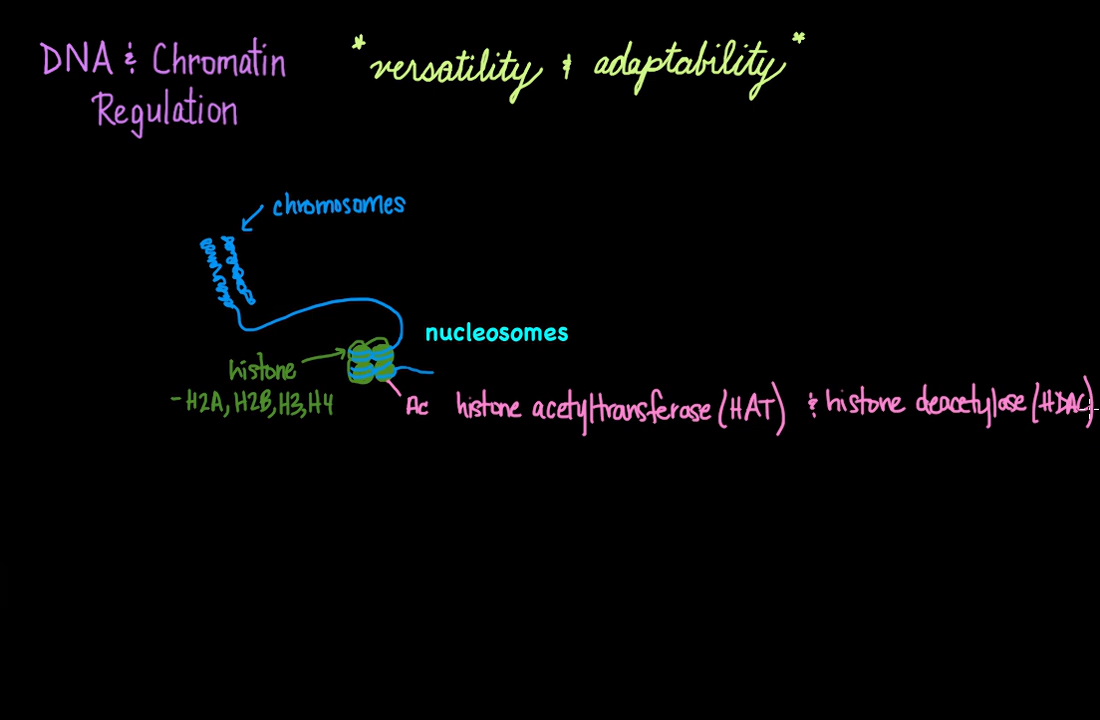 DNA & Chromatin
Regulation
*versatility & adaptability*
chromosomes
nucleosomes
histone
-H2A, H2B, H3, H4
Ac
histone acetyltransferase (HAT) & histone deacetylase (HDAC)